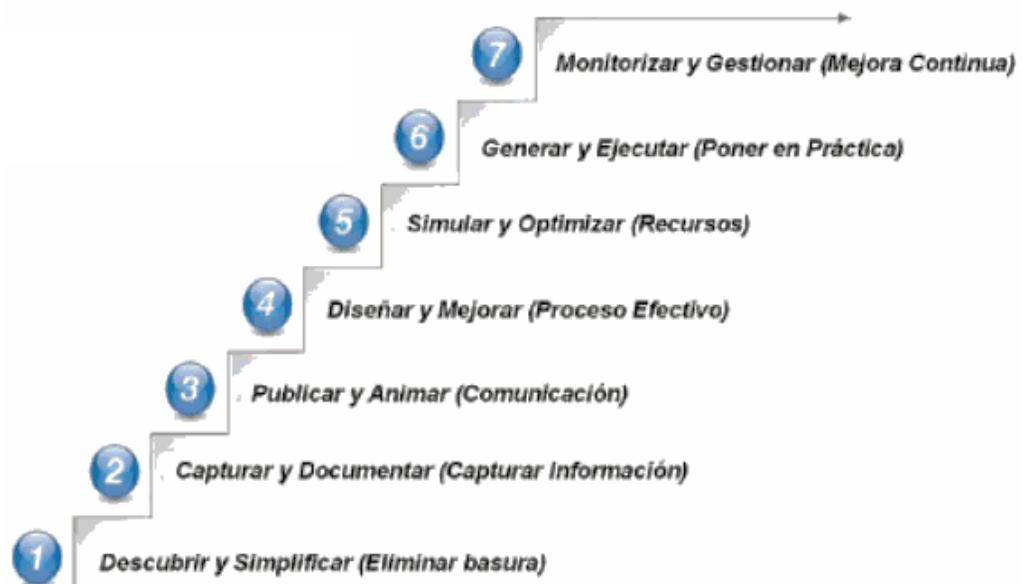 7 Monitorizar y Gestionar (Mejora Continua)
6 Generar y Ejecutar (Poner en Práctica)
5 Simular y Optimizar (Recursos)
4 Diseñar y Mejorar (Proceso Efectivo)
3 Publicar y Animar (Comunicación)
2 Capturar y Documentar (Capturar Información)
1 Descubrir y Simplificar (Eliminar basura)